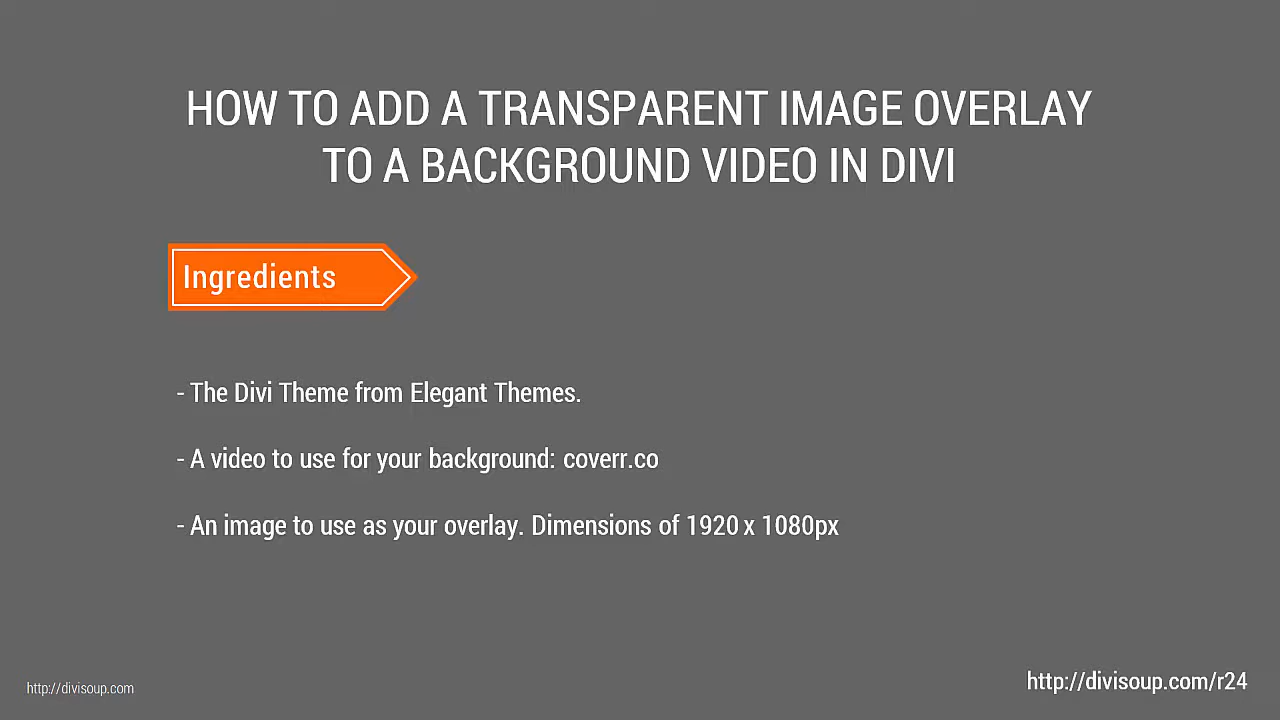 HOW TO ADD A TRANSPARENT IMAGE OVERLAY
TO A BACKGROUND VIDEO IN DIVI
Ingredients
- The Divi Theme from Elegant Themes.
- A video to use for your background: coverr.co
- An image to use as your overlay. Dimensions of 1920 x 1080px
http://divisoup.com
http://divisoup.com/r24